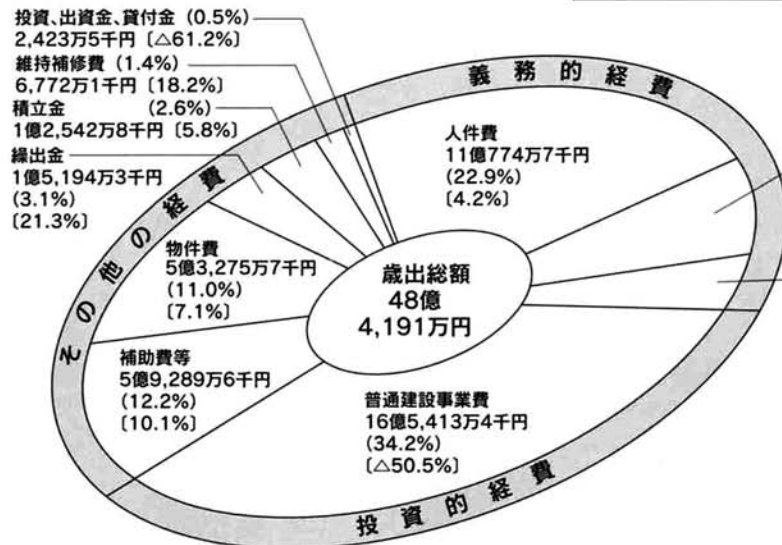 投資、出資金、貸付金 (0.5%)
2,423万5千円 〔△61.2%〕
維持補修費 (1.4%)
6,772万1千円 〔18.2%〕
積立金 (2.6%)
1億2,542万8千円 〔5.8%〕
繰出金
1億5,194万3千円
(3.1%)
〔21.3%〕
義務的経費
人件費
11億774万7千円
(22.9%)
〔4.2%〕
その他の経費
物件費
5億3,275万7千円
(11.0%)
〔7.1%〕
歳出総額
48億
4,191万円
補助費等
5億9,289万6千円
(12.2%)
〔10.1%〕
普通建設事業費
16億5,413万4千円
(34.2%)
〔△50.5%〕
投資的経費